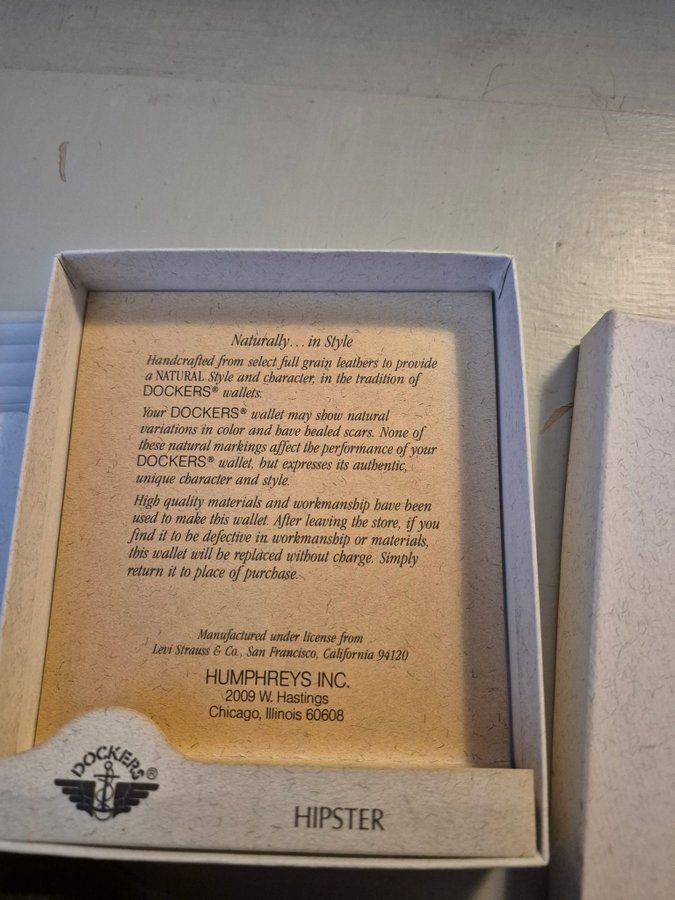 Naturally... in Style
Handcrafted from select full grain leathers to provide
a NATURAL Style and character, in the tradition of
DOCKERS® wallets.
Your DOCKERS® wallet may show natural
variations in color and have healed scars. None of
these natural markings affect the performance of your
DOCKERS® wallet, but expresses its authentic,
unique character and style.
High quality materials and workmanship have been
used to make this wallet. After leaving the store, if you
find it to be defective in workmanship or materials,
this wallet will be replaced without charge. Simply
return it to place of purchase.
Manufactured under license from
Levi Strauss & Co., San Francisco, California 94120
HUMPHREYS INC.
2009 W. Hastings
Chicago, Illinois 60608
DOCKERS®
HIPSTER